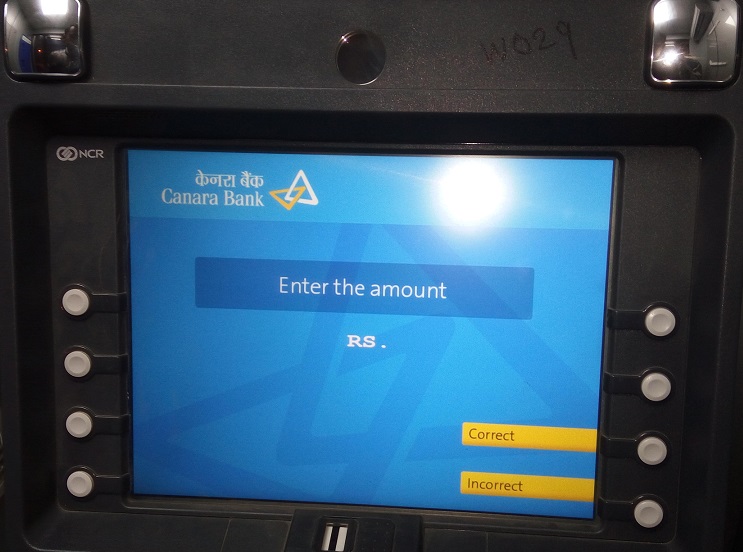 W029
NCR
केनरा बैंक
Canara Bank
Enter the amount
RS.
Correct
Incorrect